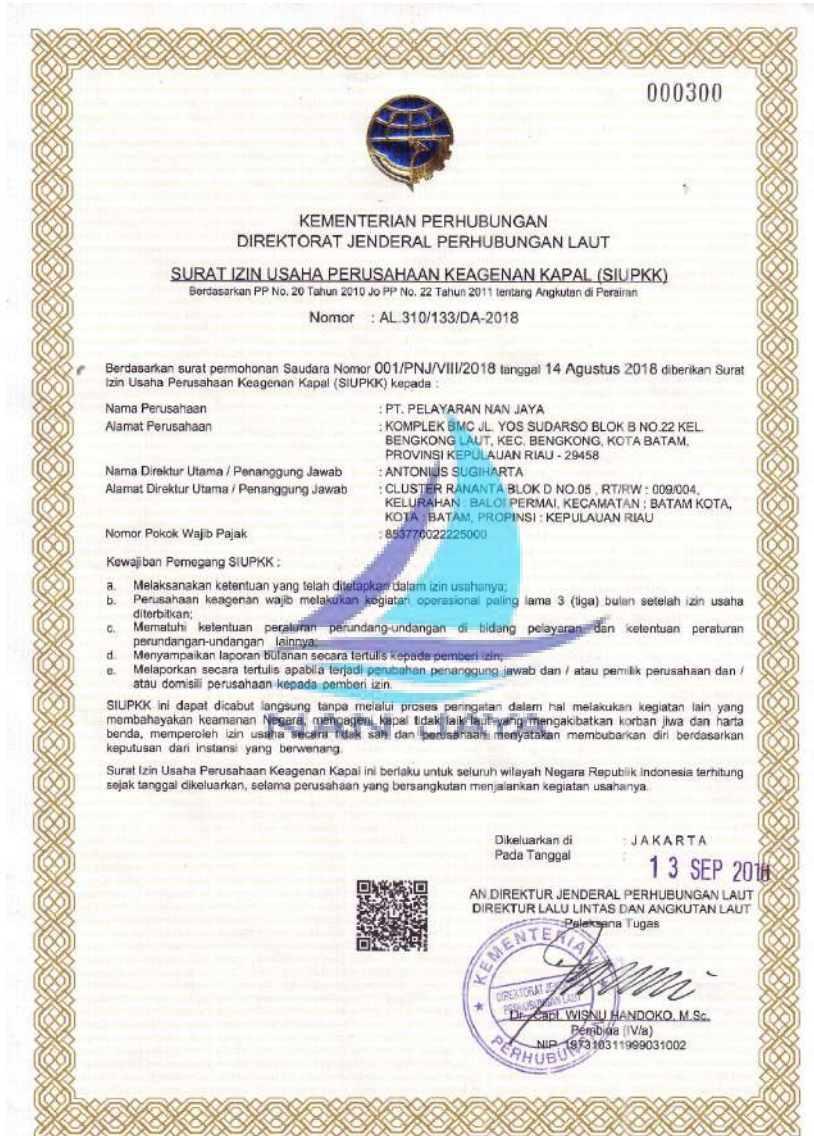 000300
KEMENTERIAN PERHUBUNGAN
DIREKTORAT JENDERAL PERHUBUNGAN LAUT
SURAT IZIN USAHA PERUSAHAAN KEAGENAN KAPAL (SIUPKK)
Berdasarkan PP No. 20 Tahun 2010 Jo PP No. 22 Tahun 2011 tentang Angkutan di Perairan
Nomor : AL.310/133/DA-2018
Berdasarkan surat permohonan Saudara Nomor 001/PNJ/VIII/2018 tanggal 14 Agustus 2018 diberikan Surat
Izin Usaha Perusahaan Keagenan Kapal (SIUPKK) kepada :
Nama Perusahaan : PT. PELAYARAN NAN JAYA
Alamat Perusahaan : KOMPLEK BMC JL. YOS SUDARSO BLOK B NO.22 KEL.
BENGKONG LAUT, KEC. BENGKONG, KOTA BATAM,
PROVINSI KEPULAUAN RIAU - 29458
Nama Direktur Utama / Penanggung Jawab : ANTONIUS SUGIHARTA
Alamat Direktur Utama / Penanggung Jawab : CLUSTER RANANTA BLOK D NO.05 , RT/RW : 009/004,
KELURAHAN : BALOI PERMAI, KECAMATAN : BATAM KOTA,
KOTA : BATAM, PROPINSI : KEPULAUAN RIAU
Nomor Pokok Wajib Pajak : 853776022225000
Kewajiban Pemegang SIUPKK :
a. Melaksanakan ketentuan yang telah ditetapkan dalam izin usahanya;
b. Perusahaan keagenan wajib melakukan kegiatan operasional paling lama 3 (tiga) bulan setelah izin usaha
diterbitkan;
c. Mematuhi ketentuan peraturan perundang-undangan di bidang pelayaran dan ketentuan peraturan
perundangan-undangan lainnya;
d. Menyampaikan laporan bulanan secara tertulis kepada pemberi izin;
e. Melaporkan secara tertulis apabila terjadi perubahan penanggung jawab dan / atau pemilik perusahaan dan /
atau domisili perusahaan kepada pemberi izin.
SIUPKK ini dapat dicabut langsung tanpa melalui proses peringatan dalam hal melakukan kegiatan lain yang
membahayakan keamanan Negara, mengageni kapal tidak laik laut yang mengakibatkan korban jiwa dan harta
benda, memperoleh izin usaha secara tidak sah dan perusahaan menyatakan membubarkan diri berdasarkan
keputusan dari instansi yang berwenang.
NAN JAYA
Surat Izin Usaha Perusahaan Keagenan Kapal ini berlaku untuk seluruh wilayah Negara Republik Indonesia terhitung
sejak tanggal dikeluarkan, selama perusahaan yang bersangkutan menjalankan kegiatan usahanya.
Dikeluarkan di : JAKARTA
Pada Tanggal : 13 SEP 2018
AN.DIREKTUR JENDERAL PERHUBUNGAN LAUT
DIREKTUR LALU LINTAS DAN ANGKUTAN LAUT
Pelaksana Tugas
KEMENTERIAN
DIREKTORAT JENDERAL
PERHUBUNGAN LAUT
PERHUBUNGAN
Dr. Capt. WISNU HANDOKO, M.Sc.
Pembina (IV/a)
NIP. 197310311999031002